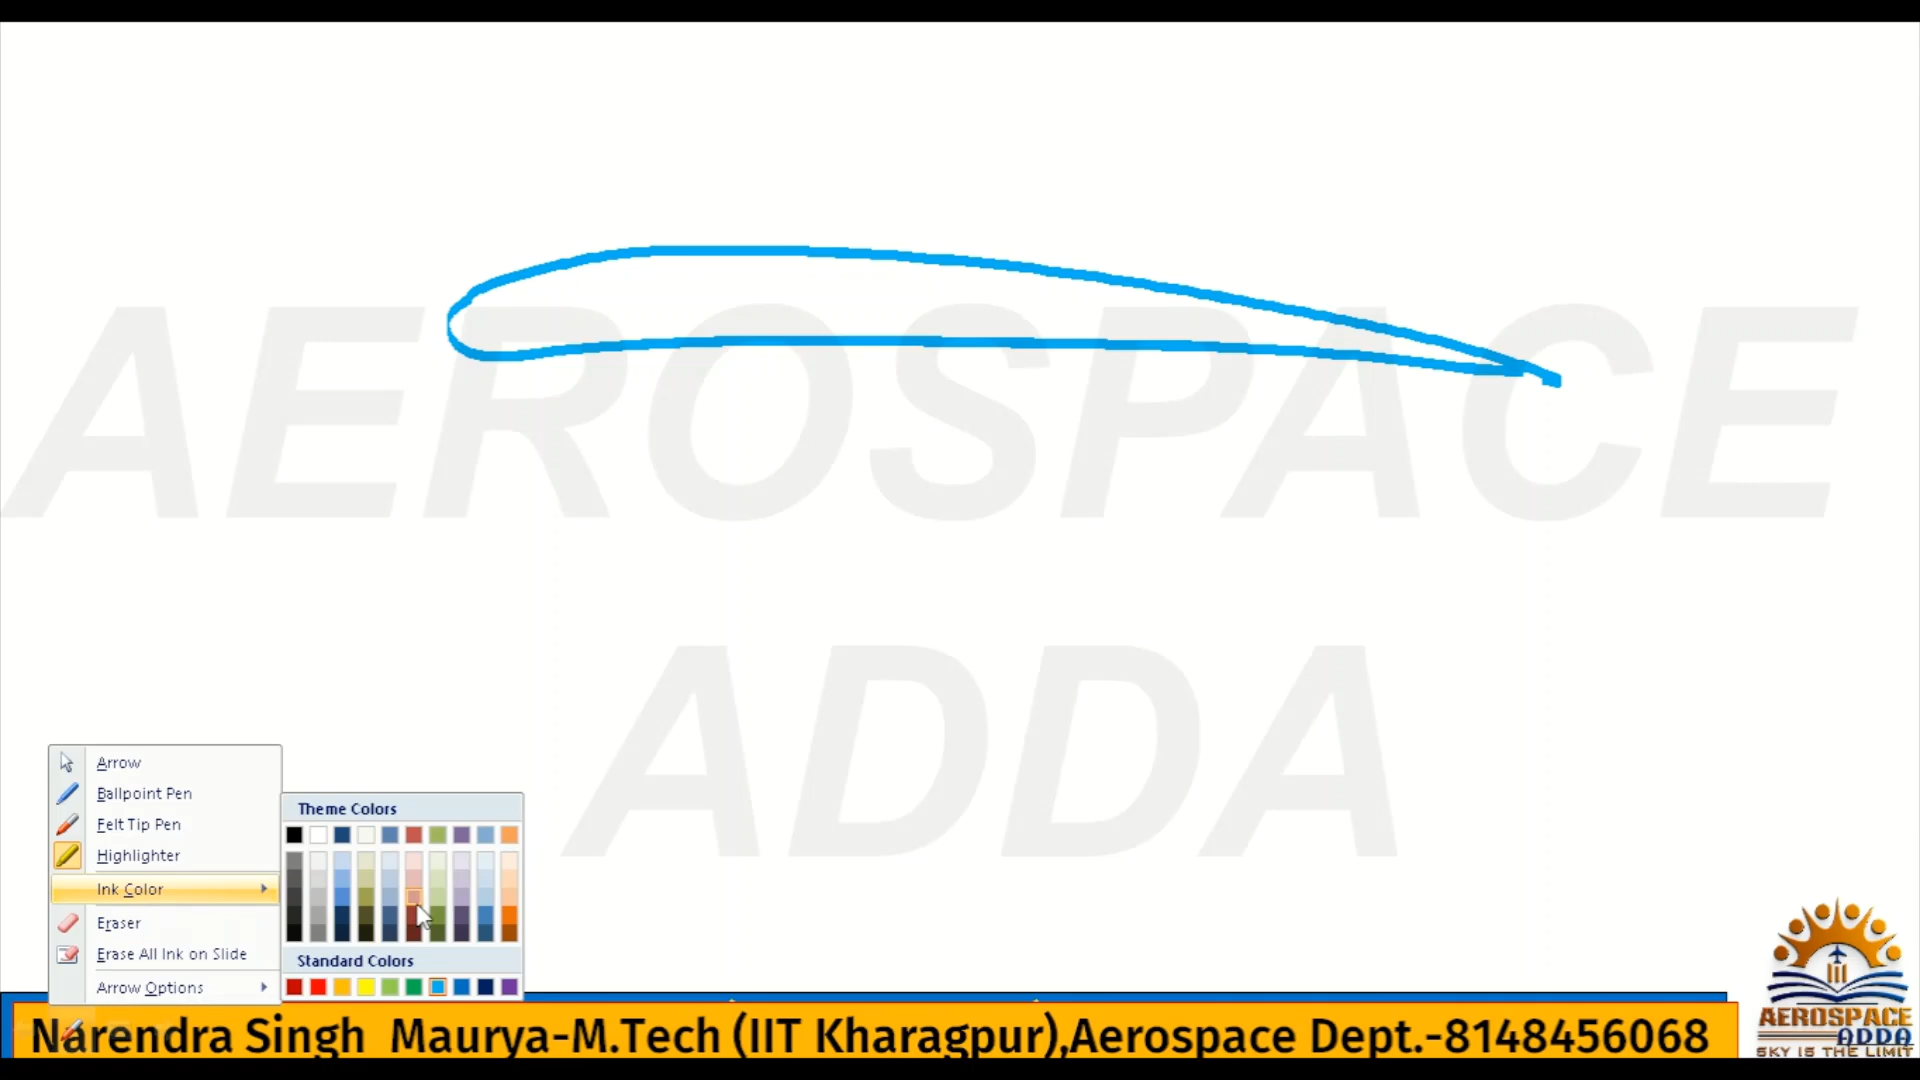 AEROSPACE
ADDA
Arrow
Ballpoint Pen
Felt Tip Pen
Highlighter
Ink Color
Eraser
Erase All Ink on Slide
Arrow Options
Theme Colors
Standard Colors
Narendra Singh Maurya-M.Tech (IIT Kharagpur),Aerospace Dept.-8148456068
AEROSPACE
ADDA
SKY IS THE LIMIT